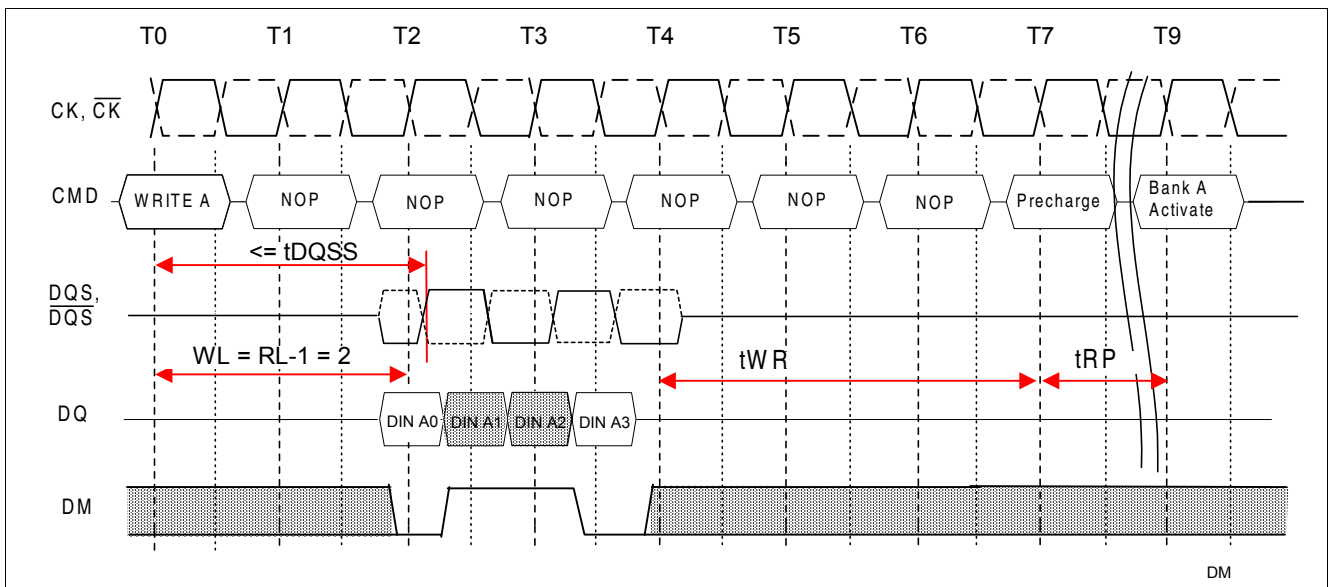 T0 T1 T2 T3 T4 T5 T6 T7 T9
CK, CK
CMD WRITE A NOP NOP NOP NOP NOP NOP Precharge Bank A Activate
<= tDQSS
DQS,
DQS
WL = RL-1 = 2 tWR tRP
DQ DIN A0 DIN A1 DIN A2 DIN A3
DM
DM